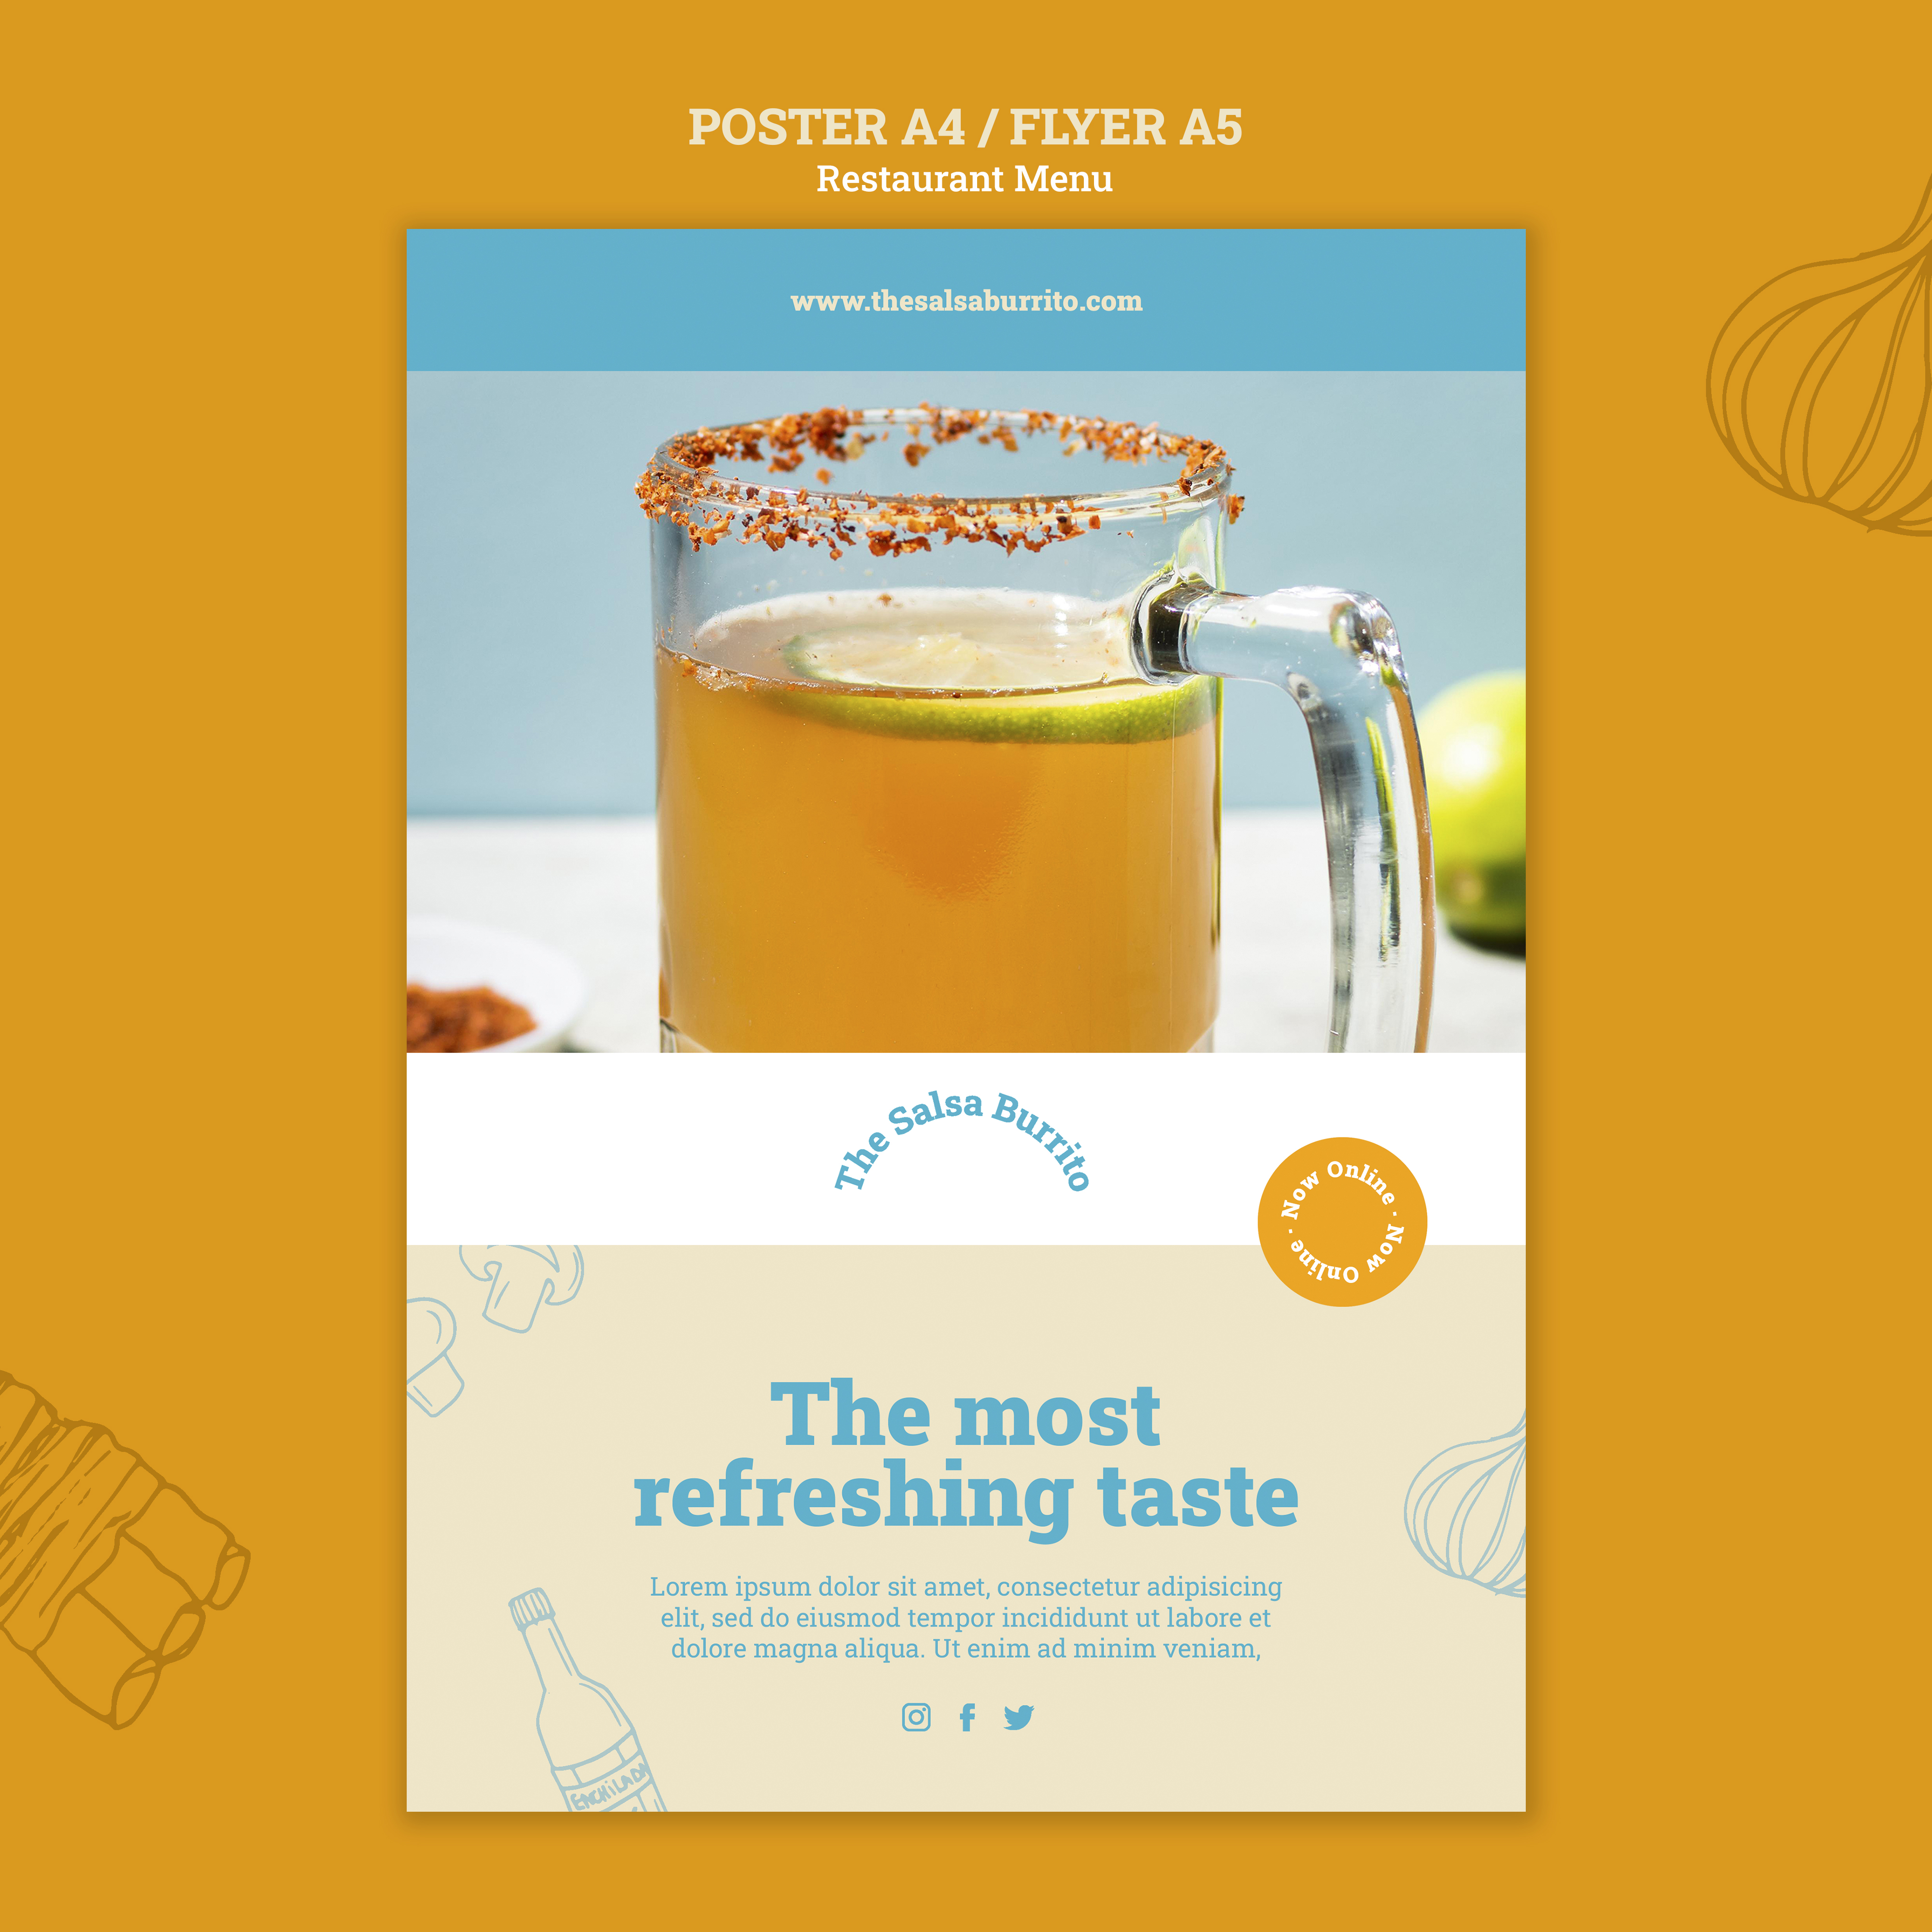 POSTER A4 / FLYER A5
Restaurant Menu
www.thesalsaburrito.com
The Salsa Burrito
Now Online · Now Online ·
The most
refreshing taste
Lorem ipsum dolor sit amet, consectetur adipisicing
elit, sed do eiusmod tempor incididunt ut labore et
dolore magna aliqua. Ut enim ad minim veniam,
ENCHILADA